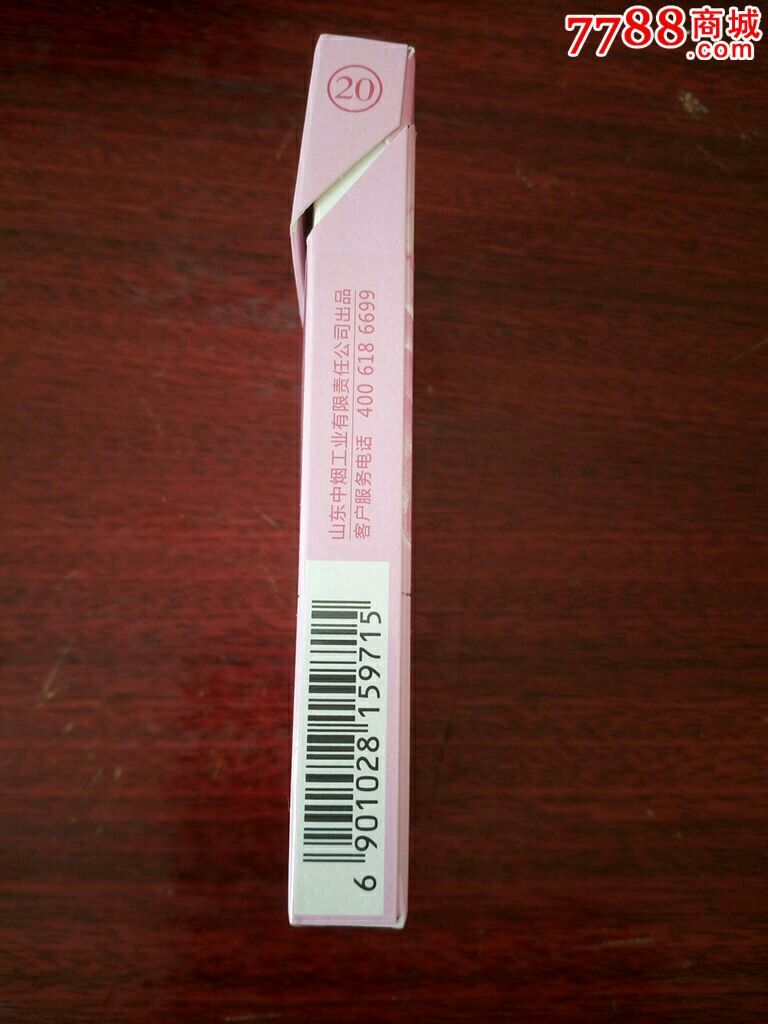 7788商城
.com
20
山东中烟工业有限责任公司出品
客户服务电话 400 618 6699
6 901028 159715